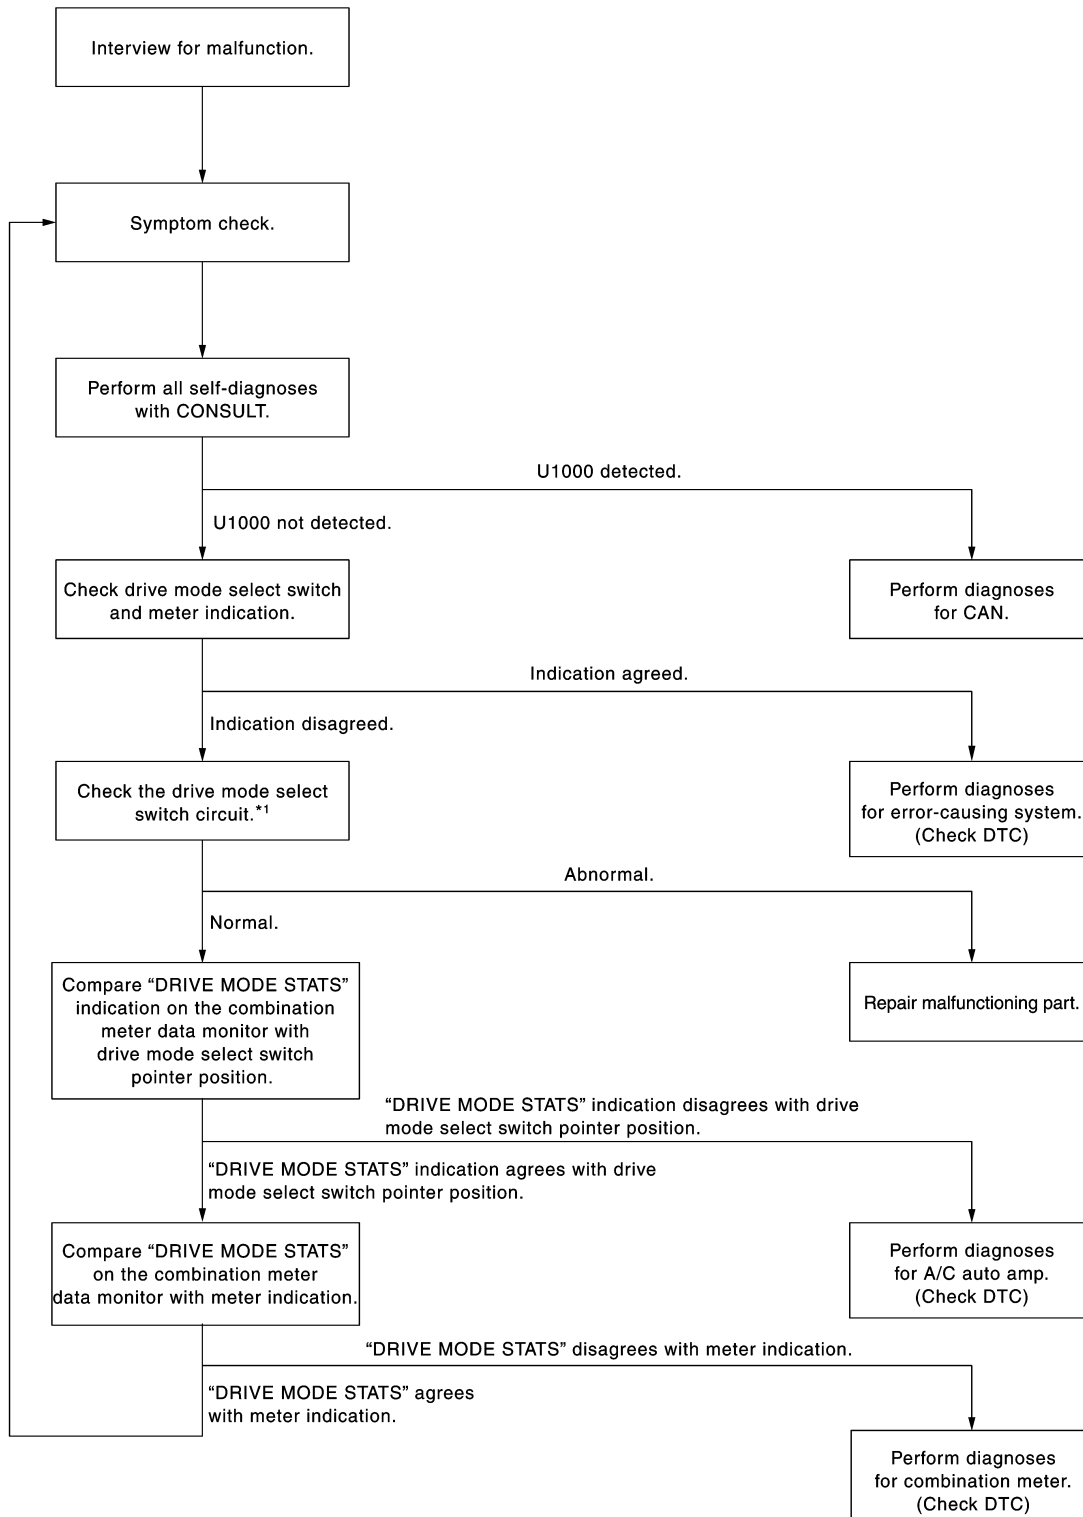 Interview for malfunction.
Symptom check.
Perform all self-diagnoses
with CONSULT.
U1000 detected.
U1000 not detected.
Check drive mode select switch
and meter indication.
Perform diagnoses
for CAN.
Indication agreed.
Indication disagreed.
Check the drive mode select
switch circuit.*1
Perform diagnoses
for error-causing system.
(Check DTC)
Abnormal.
Normal.
Compare “DRIVE MODE STATS”
indication on the combination
meter data monitor with
drive mode select switch
pointer position.
Repair malfunctioning part.
“DRIVE MODE STATS” indication disagrees with drive
mode select switch pointer position.
“DRIVE MODE STATS” indication agrees with drive
mode select switch pointer position.
Compare “DRIVE MODE STATS”
on the combination meter
data monitor with meter indication.
Perform diagnoses
for A/C auto amp.
(Check DTC)
“DRIVE MODE STATS” disagrees with meter indication.
“DRIVE MODE STATS” agrees
with meter indication.
Perform diagnoses
for combination meter.
(Check DTC)